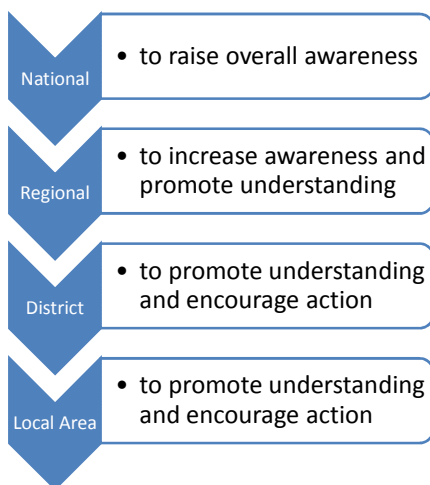 National
• to raise overall awareness
Regional
• to increase awareness and
promote understanding
District
• to promote understanding
and encourage action
Local Area
• to promote understanding
and encourage action